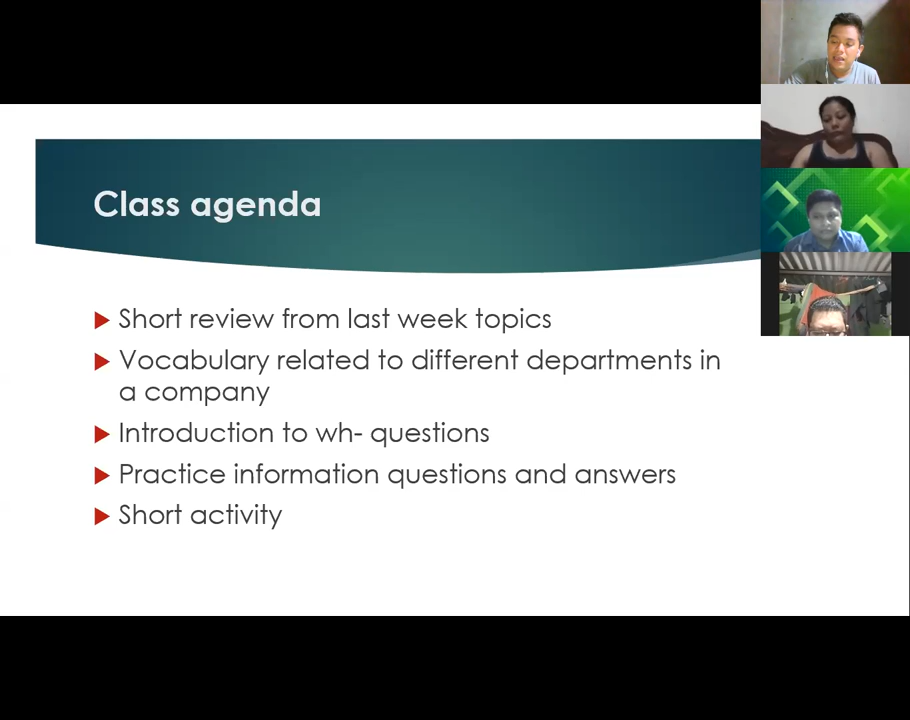 Class agenda
Short review from last week topics
Vocabulary related to different departments in
a company
Introduction to wh- questions
Practice information questions and answers
Short activity